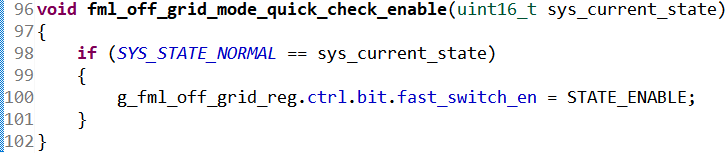 96 void fml_off_grid_mode_quick_check_enable(uint16_t sys_current_state)
97 {
98     if (SYS_STATE_NORMAL == sys_current_state)
99     {
100         g_fml_off_grid_reg.ctrl.bit.fast_switch_en = STATE_ENABLE;
101     }
102 }